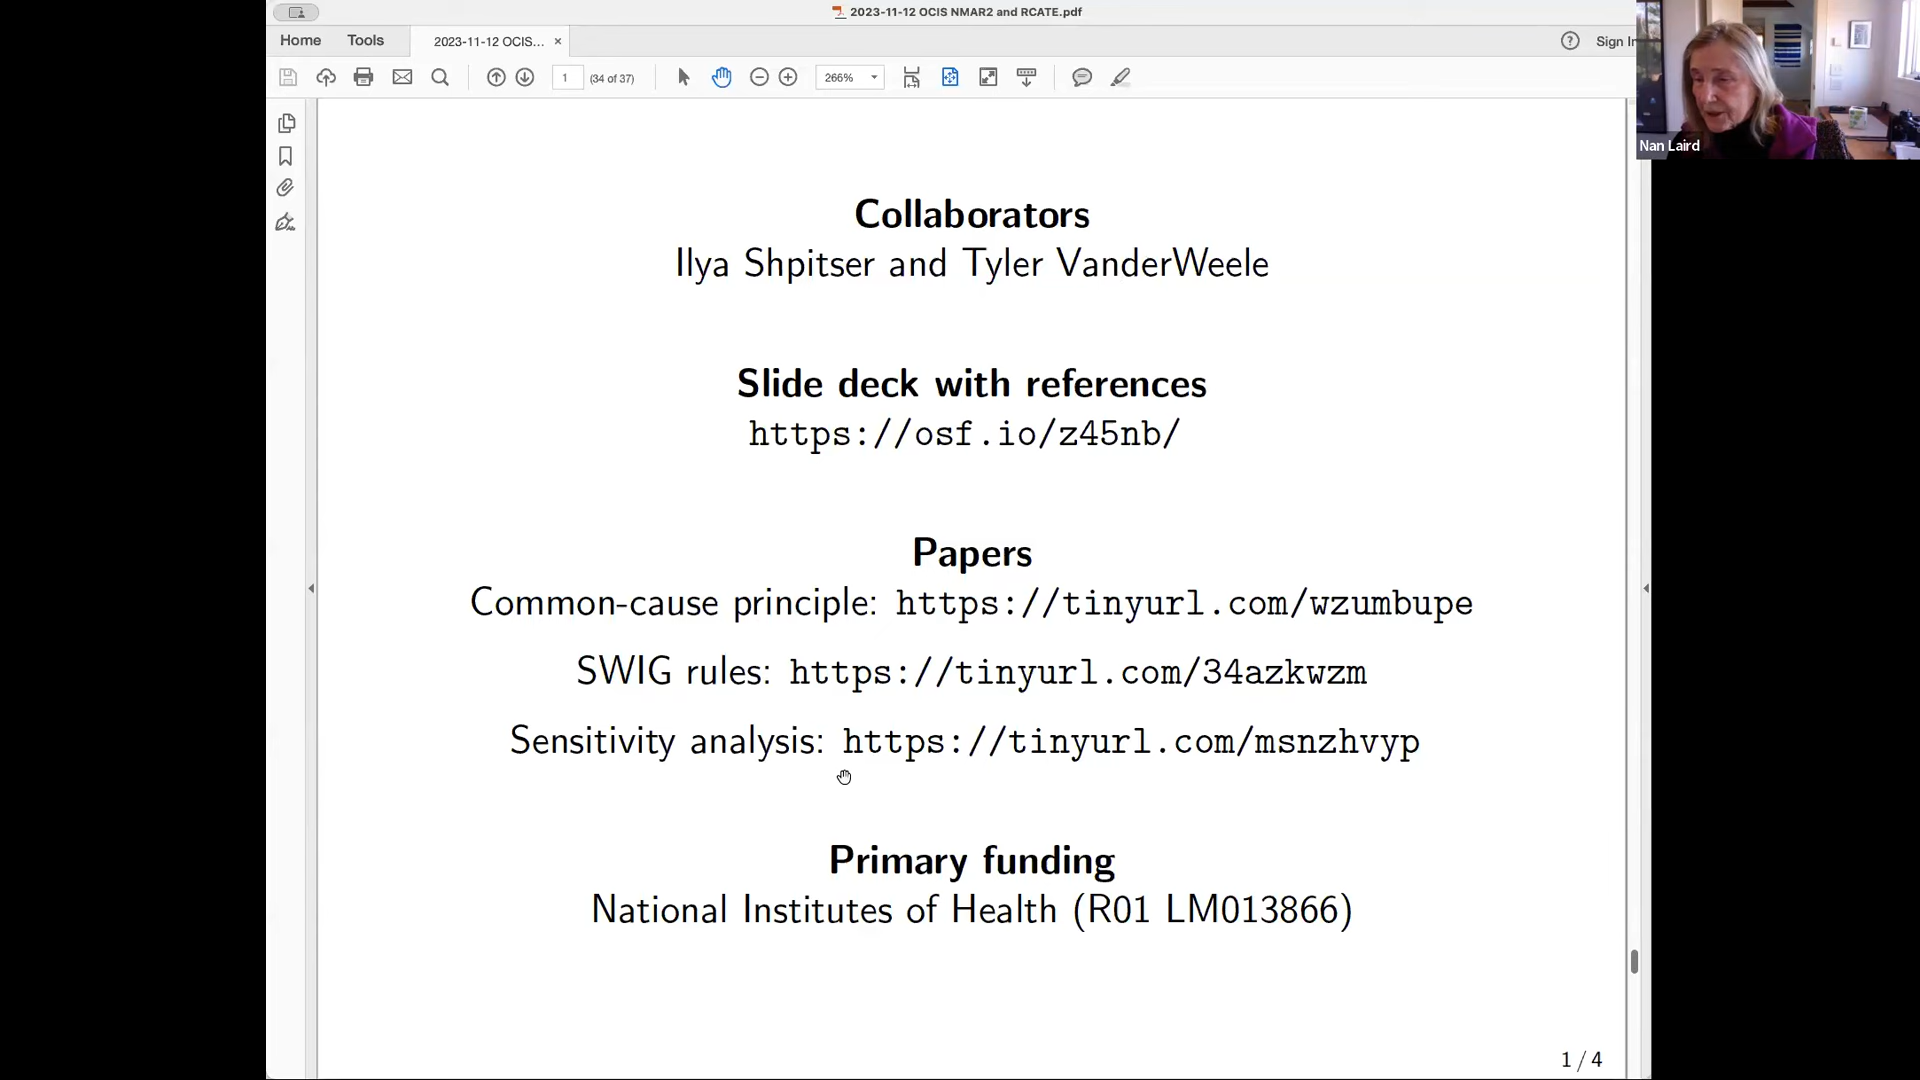 2023-11-12 OCIS NMAR2 and RCATE.pdf
Home Tools 2023-11-12 OCIS... × Sign In
1 (34 of 37) 266%
Nan Laird
Collaborators
Ilya Shpitser and Tyler VanderWeele
Slide deck with references
https://osf.io/z45nb/
Papers
Common-cause principle: https://tinyurl.com/wzumbupe
SWIG rules: https://tinyurl.com/34azkwzm
Sensitivity analysis: https://tinyurl.com/msnzhvyp
Primary funding
National Institutes of Health (R01 LM013866)
1 / 4